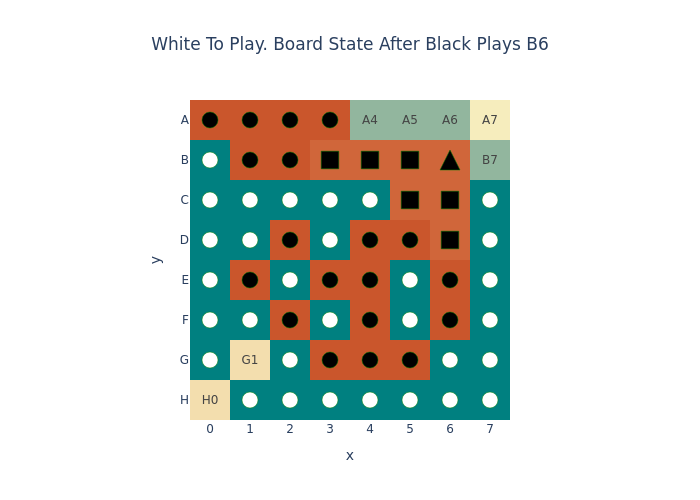 White To Play. Board State After Black Plays B6
A A4 A5 A6 A7
B B7
C
D
E
F
G G1
H H0
0 1 2 3 4 5 6 7
x
y